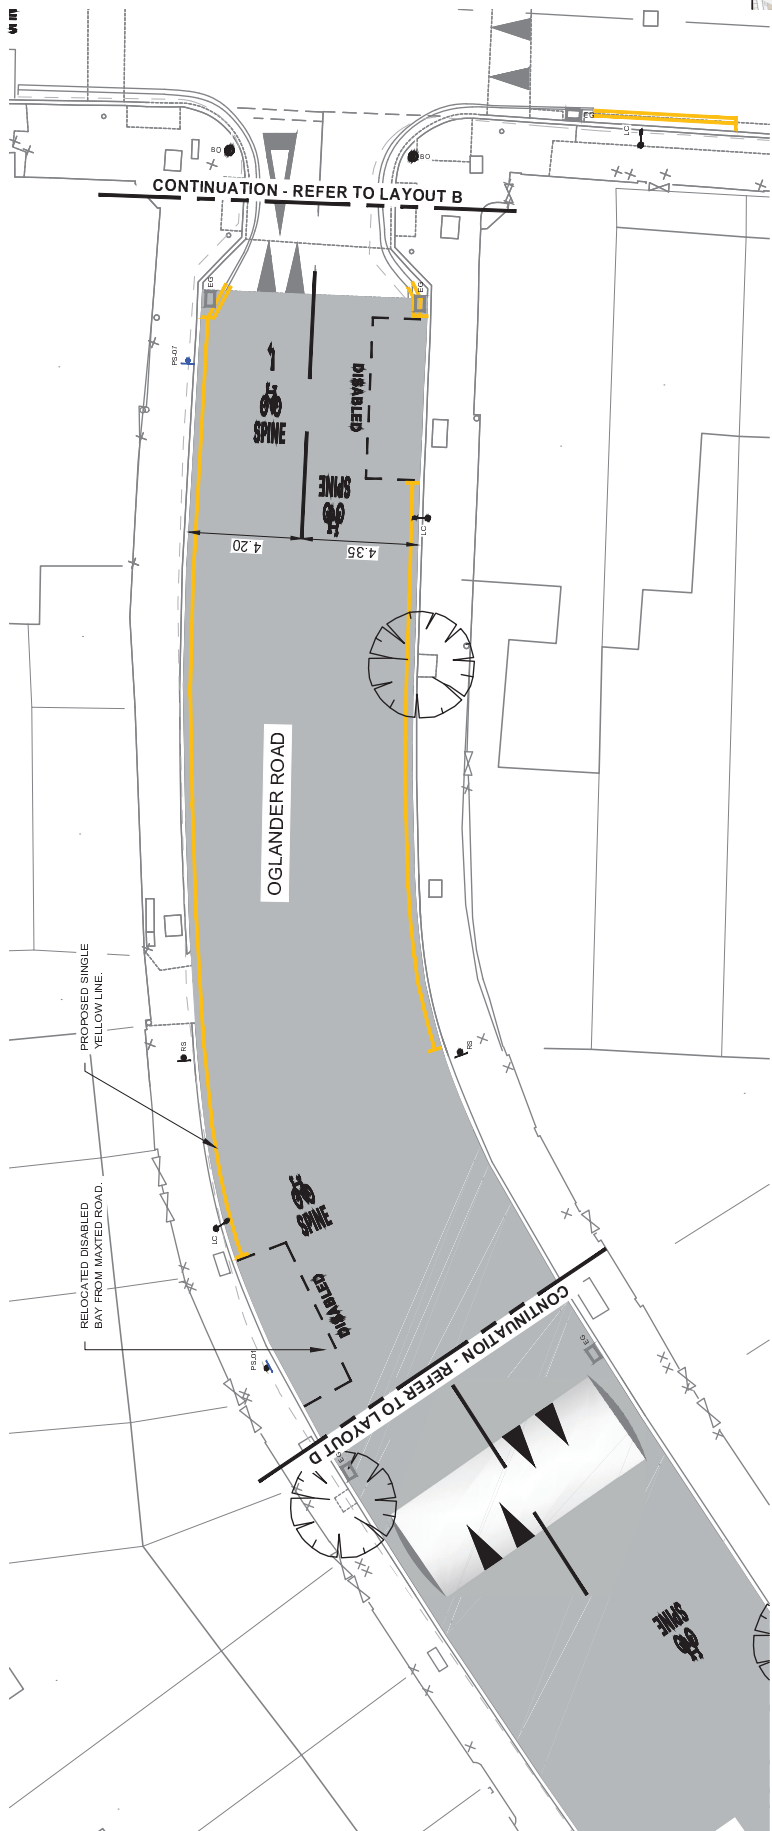 EG
LC
BO
BO
CONTINUATION - REFER TO LAYOUT B
EG
EG
PS-07
DISABLED
SPINE
SPINE
LC
4.20
4.35
OGLANDER ROAD
PROPOSED SINGLE
YELLOW LINE.
RS
RS
RELOCATED DISABLED
BAY FROM MAXTED ROAD.
SPINE
LC
DISABLED
PS-01
CONTINUATION - REFER TO LAYOUT D
EG
EG
SPINE